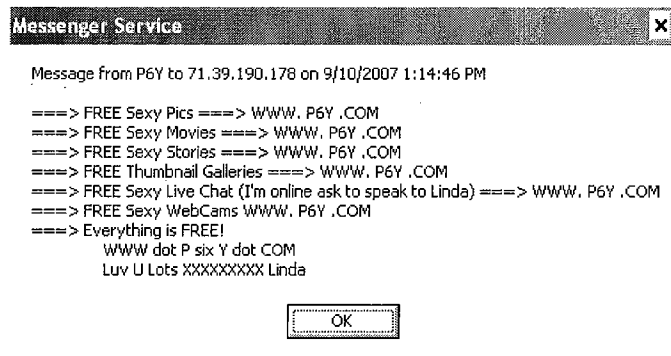 Messenger Service
Message from P6Y to 71.39.190.178 on 9/10/2007 1:14:46 PM
===> FREE Sexy Pics ===> WWW. P6Y .COM
===> FREE Sexy Movies ===> WWW. P6Y .COM
===> FREE Sexy Stories ===> WWW. P6Y .COM
===> FREE Thumbnail Galleries ===> WWW. P6Y .COM
===> FREE Sexy Live Chat (I'm online ask to speak to Linda) ===> WWW. P6Y .COM
===> FREE Sexy WebCams WWW. P6Y .COM
===> Everything is FREE!
WWW dot P six Y dot COM
Luv U Lots XXXXXXXXX Linda
OK